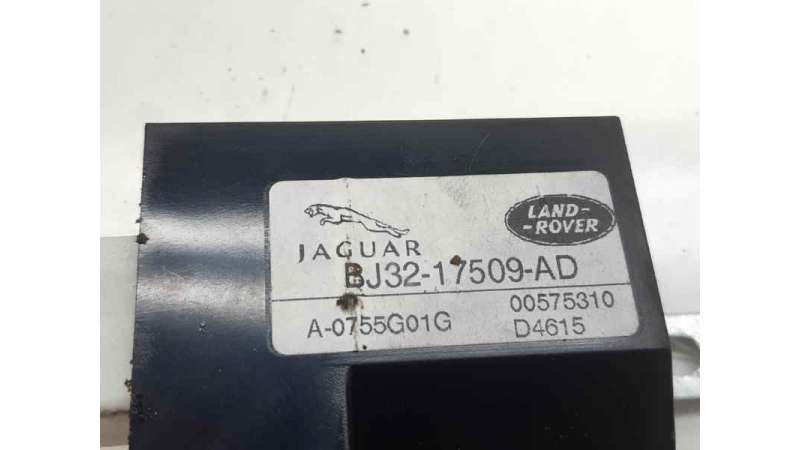 LAND-
-ROVER
JAGUAR
BJ32-17509-AD
A-0755G01G 00575310
D4615